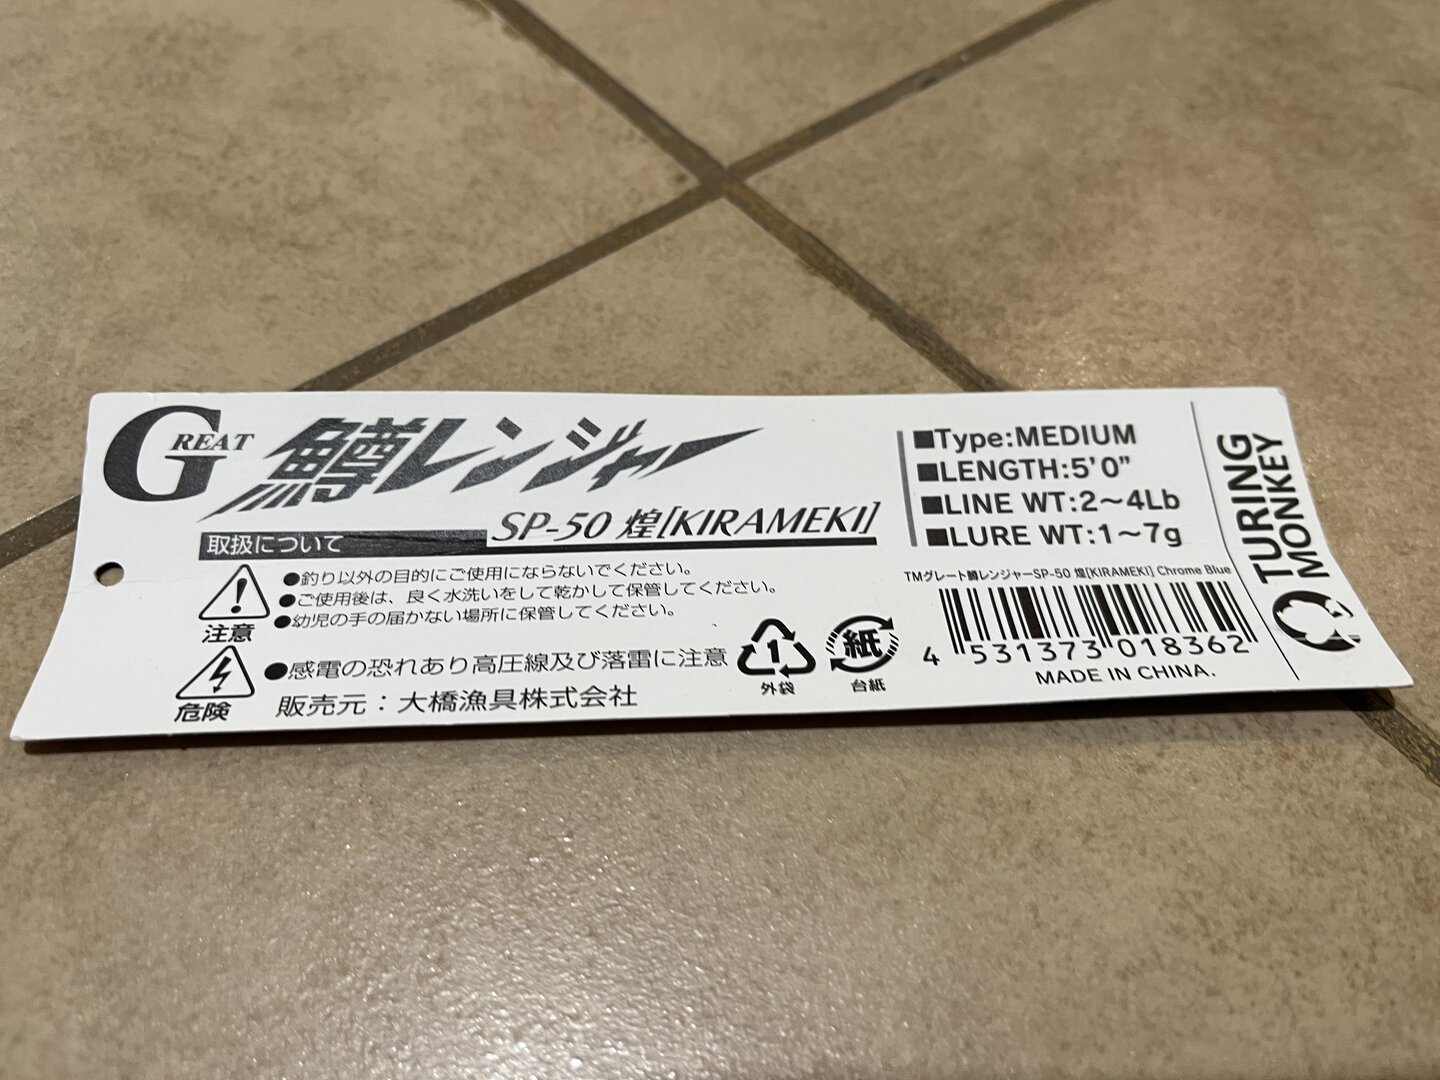 GREAT 鱒レンジャー
SP-50 煌[KIRAMEKI]
取扱について
注意
●釣り以外の目的にご使用にならないでください。
●ご使用後は、良く水洗いをして乾かして保管してください。
●幼児の手の届かない場所に保管してください。
危険
●感電の恐れあり高圧線及び落雷に注意
販売元：大橋漁具株式会社
1
外袋
紙
台紙
■Type:MEDIUM
■LENGTH:5'0"
■LINE WT:2～4Lb
■LURE WT:1～7g
TMグレート鱒レンジャーSP-50 煌[KIRAMEKI] Chrome Blue
4 531373 018362
MADE IN CHINA.
TURING
MONKEY